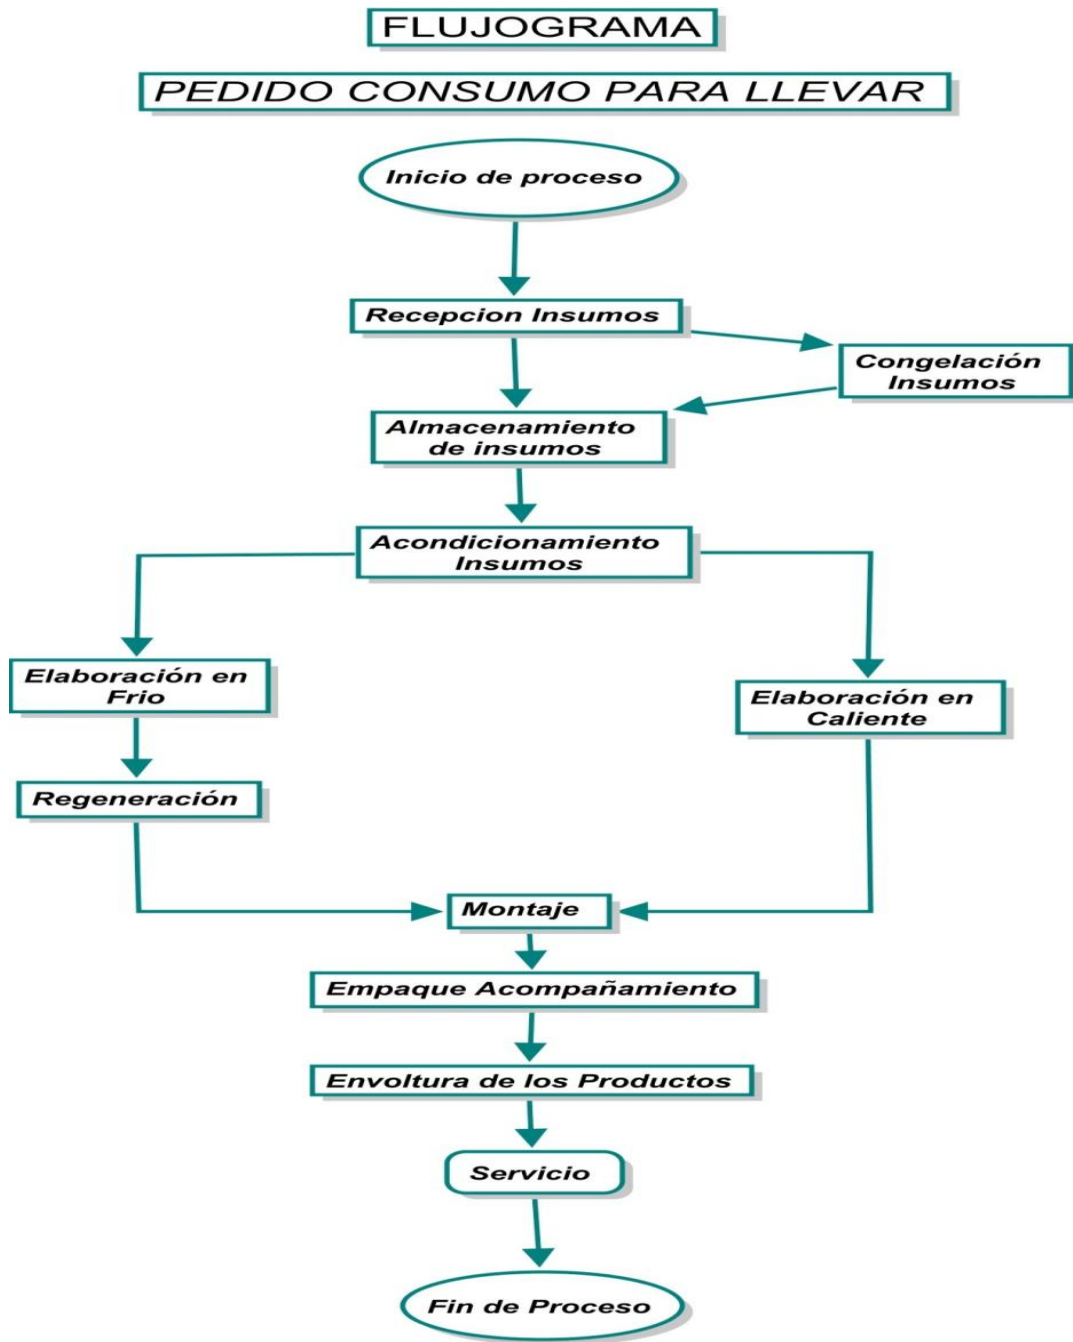 FLUJOGRAMA
PEDIDO CONSUMO PARA LLEVAR
Inicio de proceso
Recepcion Insumos
Congelación
Insumos
Almacenamiento
de insumos
Acondicionamiento
Insumos
Elaboración en
Frio
Elaboración en
Caliente
Regeneración
Montaje
Empaque Acompañamiento
Envoltura de los Productos
Servicio
Fin de Proceso